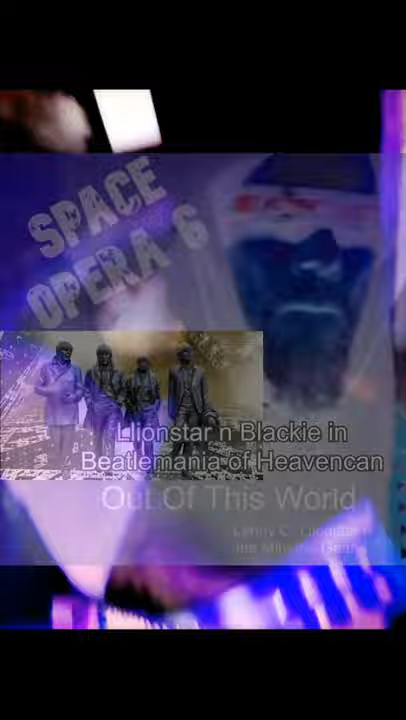 SPACE
OPERA 6
Llionstar n Blackie in
Beatlemania of Heavencan
Out Of This World